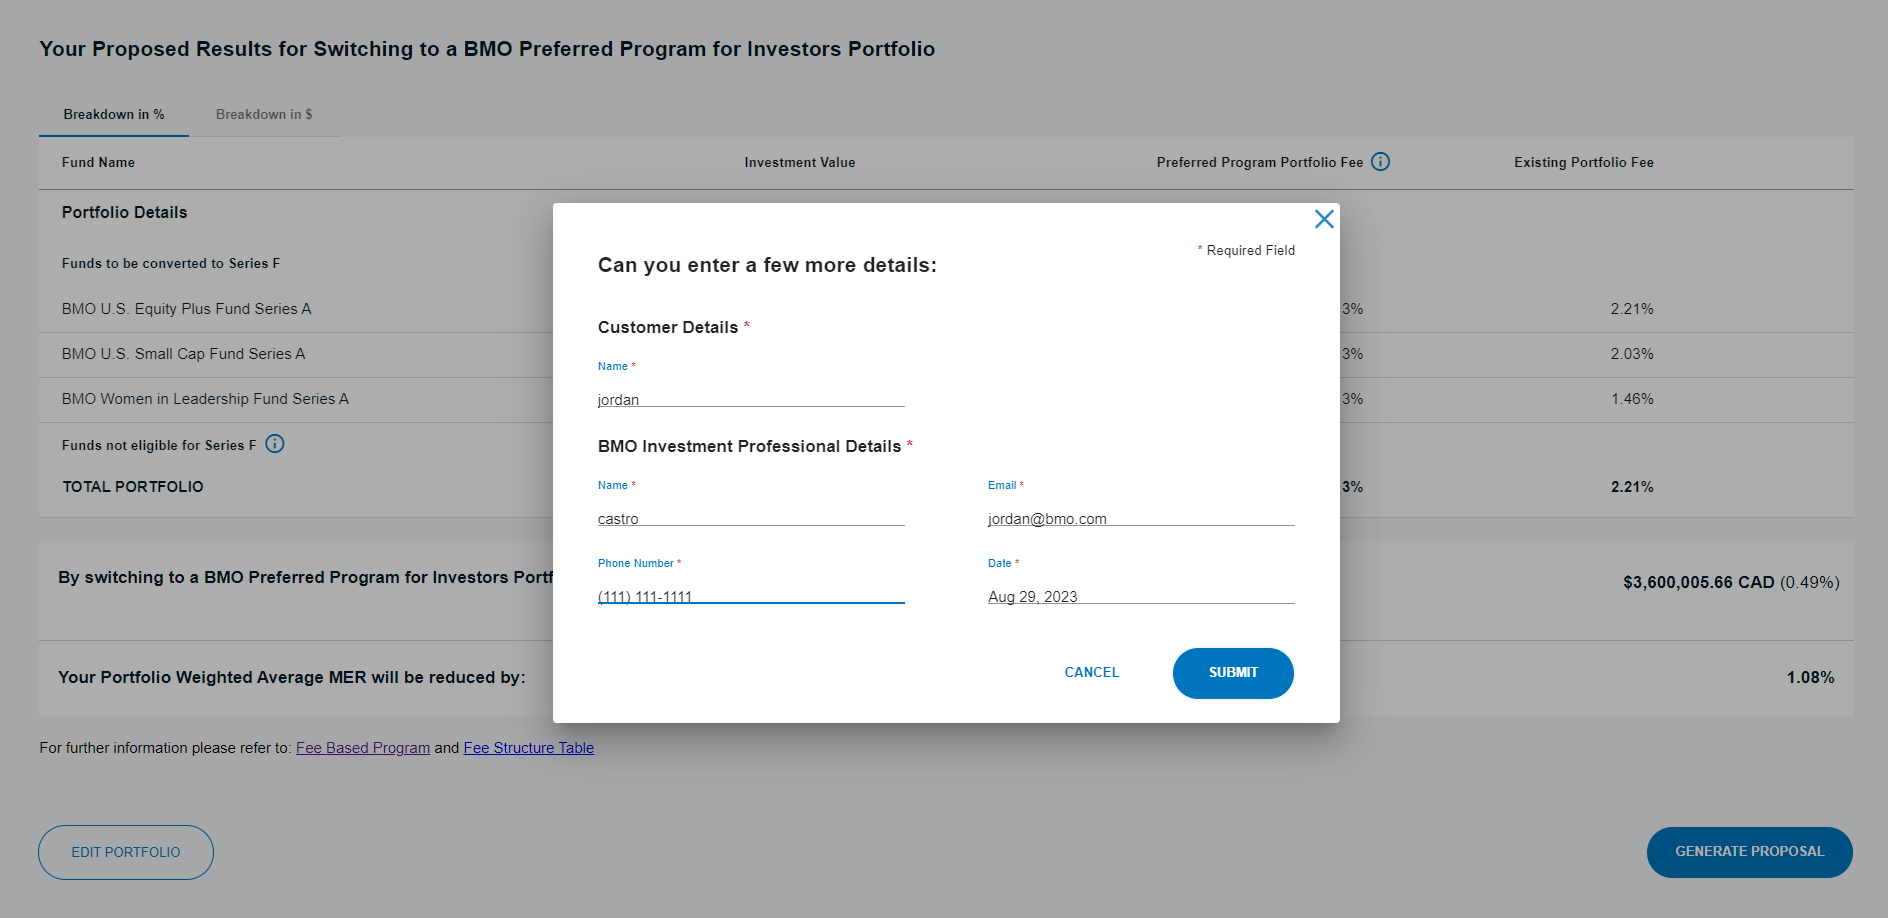 Your Proposed Results for Switching to a BMO Preferred Program for Investors Portfolio
Breakdown in % Breakdown in $
Fund Name Investment Value Preferred Program Portfolio Fee Existing Portfolio Fee
Portfolio Details
Funds to be converted to Series F
BMO U.S. Equity Plus Fund Series A 3% 2.21%
BMO U.S. Small Cap Fund Series A 3% 2.03%
BMO Women in Leadership Fund Series A 3% 1.46%
Funds not eligible for Series F
TOTAL PORTFOLIO 3% 2.21%
By switching to a BMO Preferred Program for Investors Portf
$3,600,005.66 CAD (0.49%)
Your Portfolio Weighted Average MER will be reduced by: 1.08%
For further information please refer to: Fee Based Program and Fee Structure Table
EDIT PORTFOLIO GENERATE PROPOSAL
* Required Field
Can you enter a few more details:
Customer Details *
Name *
jordan
BMO Investment Professional Details *
Name * Email *
castro jordan@bmo.com
Phone Number * Date *
(111) 111-1111 Aug 29, 2023
CANCEL SUBMIT